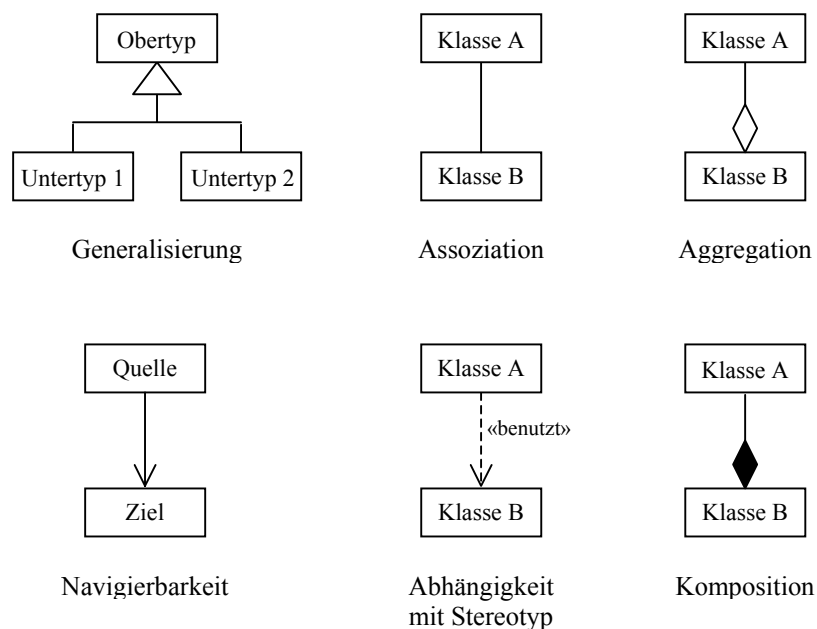 Obertyp
Untertyp 1
Untertyp 2
Generalisierung
Klasse A
Klasse B
Assoziation
Klasse A
Klasse B
Aggregation
Quelle
Ziel
Navigierbarkeit
Klasse A
«benutzt»
Klasse B
Abhängigkeit
mit Stereotyp
Klasse A
Klasse B
Komposition